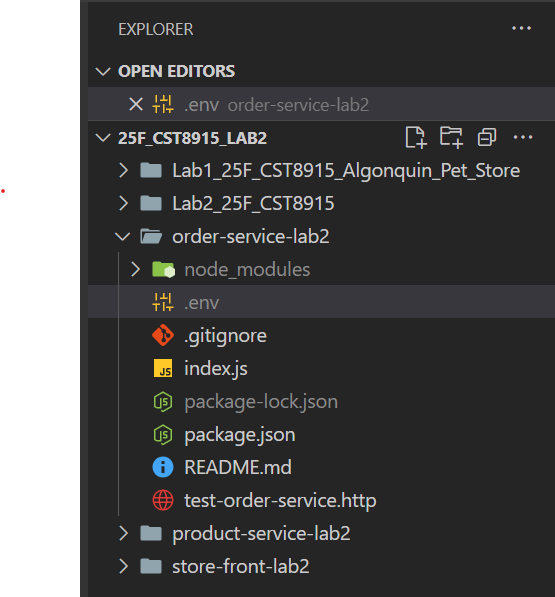 EXPLORER
OPEN EDITORS
.env order-service-lab2
25F_CST8915_LAB2
Lab1_25F_CST8915_Algonquin_Pet_Store
Lab2_25F_CST8915
order-service-lab2
node_modules
.env
.gitignore
JS index.js
package-lock.json
package.json
README.md
test-order-service.http
product-service-lab2
store-front-lab2